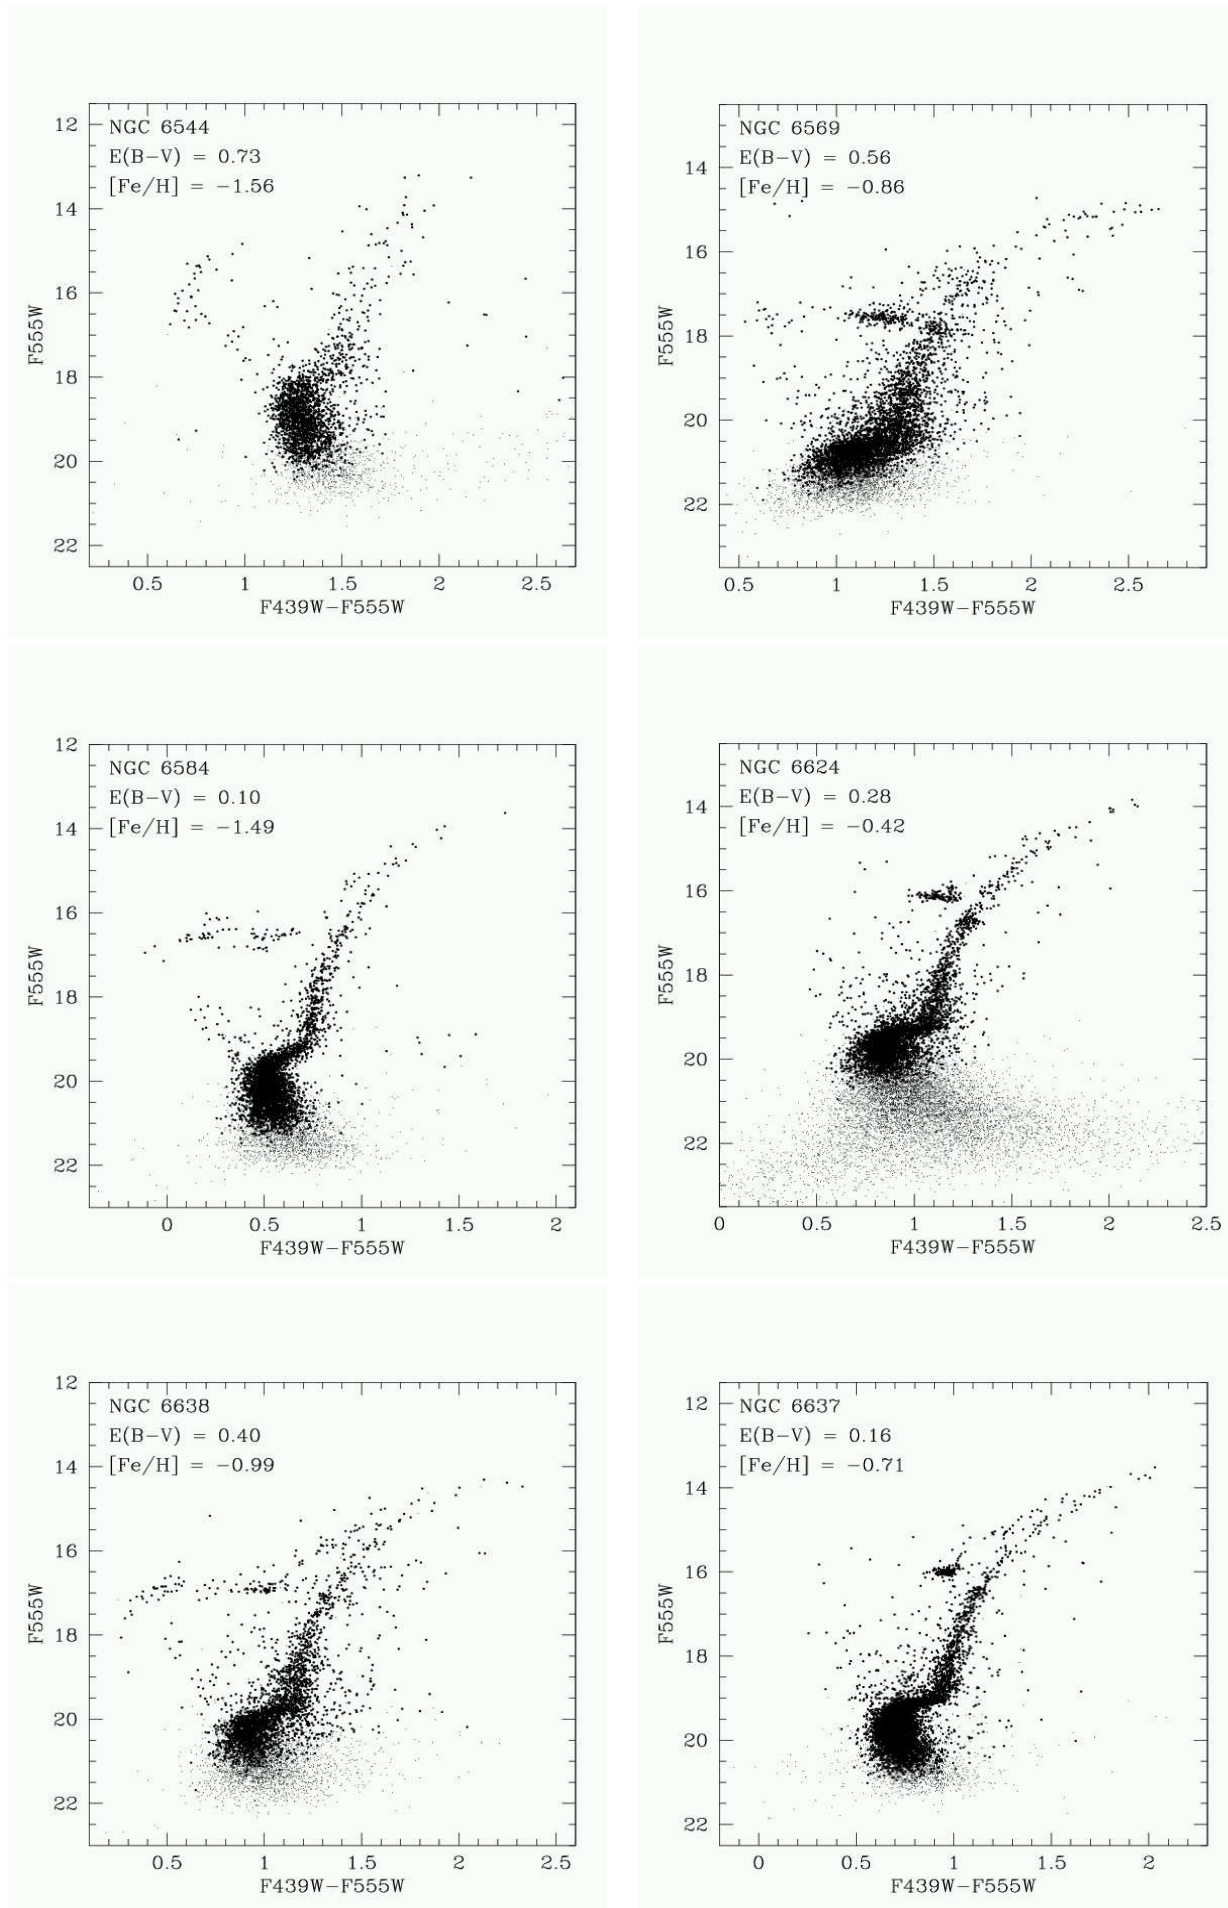 NGC 6544
E(B−V) = 0.73
[Fe/H] = −1.56
12
14
16
18
20
22
F555W
0.5 1 1.5 2 2.5
F439W−F555W
NGC 6569
E(B−V) = 0.56
[Fe/H] = −0.86
14
16
18
20
22
F555W
0.5 1 1.5 2 2.5
F439W−F555W
NGC 6584
E(B−V) = 0.10
[Fe/H] = −1.49
12
14
16
18
20
22
F555W
0 0.5 1 1.5 2
F439W−F555W
NGC 6624
E(B−V) = 0.28
[Fe/H] = −0.42
14
16
18
20
22
F555W
0 0.5 1 1.5 2 2.5
F439W−F555W
NGC 6638
E(B−V) = 0.40
[Fe/H] = −0.99
12
14
16
18
20
22
F555W
0.5 1 1.5 2 2.5
F439W−F555W
NGC 6637
E(B−V) = 0.16
[Fe/H] = −0.71
12
14
16
18
20
22
F555W
0 0.5 1 1.5 2
F439W−F555W